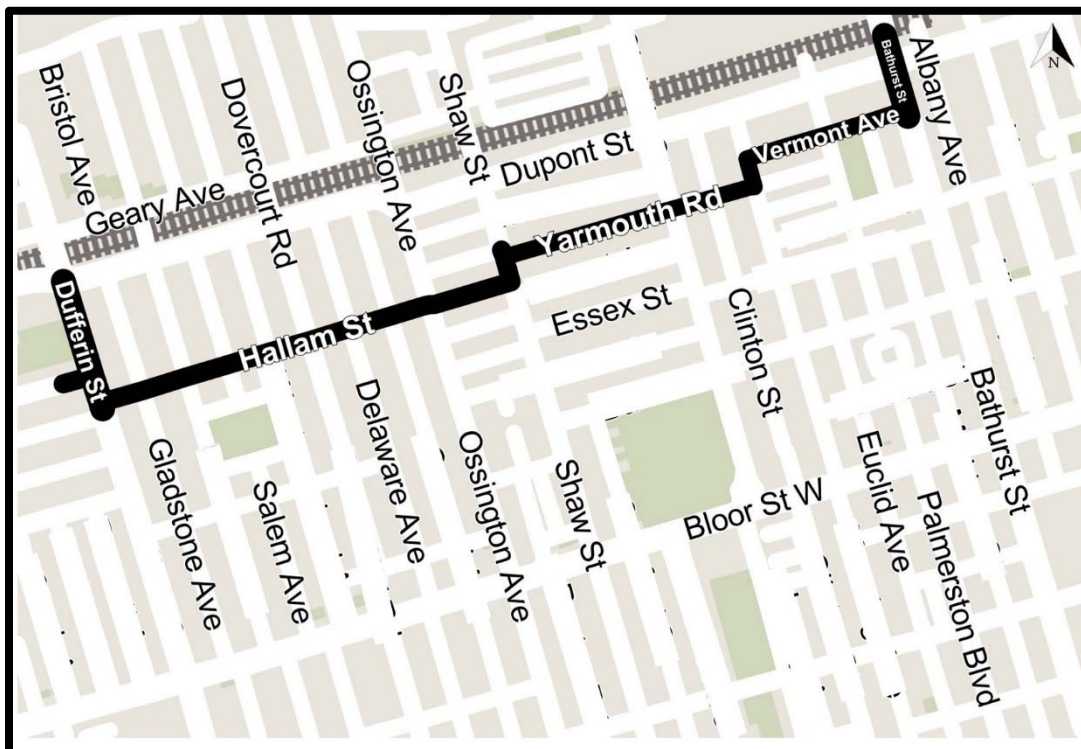 Bristol Ave
Dovercourt Rd
Ossington Ave
Shaw St
Bathurst St
Albany Ave
N
Geary Ave
Dupont St
Vermont Ave
Yarmouth Rd
Dufferin St
Hallam St
Essex St
Clinton St
Gladstone Ave
Salem Ave
Delaware Ave
Ossington Ave
Shaw St
Bloor St W
Euclid Ave
Palmerston Blvd
Bathurst St